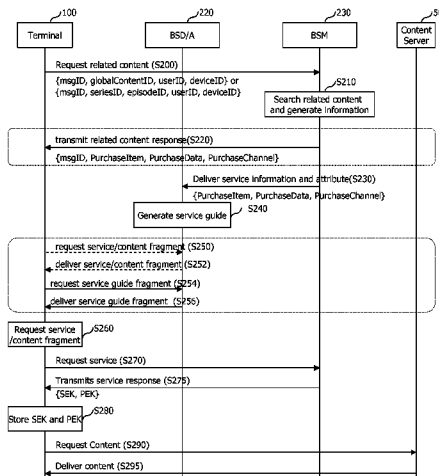 100
220
230
Terminal
BSD/A
BSM
Content
Server
Request related content (S200)
{msgID, globalContentID, userID, deviceID} or
{msgID, seriesID, episodeID, userID, deviceID}
S210
Search related content
and generate information
transmit related content response(S220)
{msgID, PurchaseItem, PurchaseData, PurchaseChannel}
Deliver service information and attribute(S230)
{PurchaseItem, PurchaseData, PurchaseChannel}
S240
Generate service guide
request service/content fragment (S250)
deliver service/content fragment (S252)
request service guide fragment (S254)
deliver service guide fragment (S256)
S260
Request service
/content fragment
Request service (S270)
Transmits service response (S275)
{SEK, PEK}
S280
Store SEK and PEK
Request Content (S290)
Deliver content (S295)